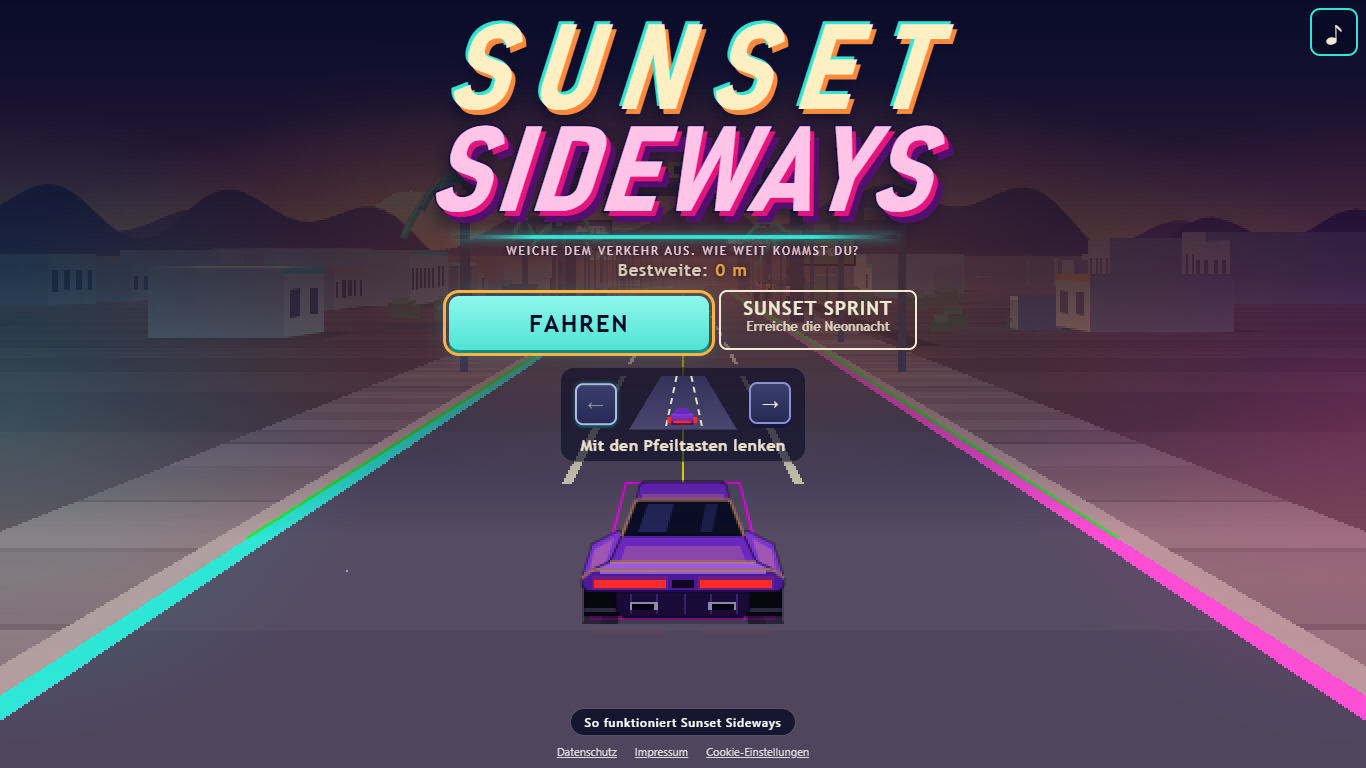 SUNSET
SIDEWAYS
WEICHE DEM VERKEHR AUS. WIE WEIT KOMMST DU?
Bestweite: 0 m
FAHREN
SUNSET SPRINT
Erreiche die Neonnacht
← →
Mit den Pfeiltasten lenken
So funktioniert Sunset Sideways
Datenschutz Impressum Cookie-Einstellungen